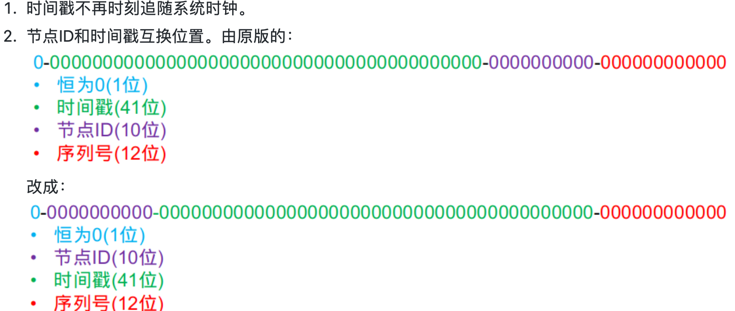 1. 时间戳不再时刻追随系统时钟。
2. 节点ID和时间戳互换位置。由原版的：
0-00000000000000000000000000000000000000000-0000000000-000000000000
• 恒为0(1位)
• 时间戳(41位)
• 节点ID(10位)
• 序列号(12位)
改成：
0-0000000000-00000000000000000000000000000000000000000-000000000000
• 恒为0(1位)
• 节点ID(10位)
• 时间戳(41位)
• 序列号(12位)